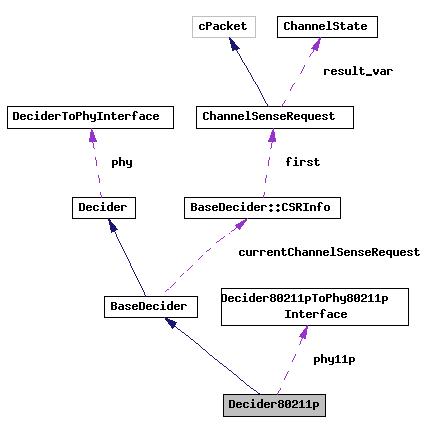 cPacket
ChannelState
result_var
DeciderToPhyInterface
ChannelSenseRequest
phy
first
Decider
BaseDecider::CSRInfo
currentChannelSenseRequest
BaseDecider
Decider80211pToPhy80211p
Interface
phy11p
Decider80211p